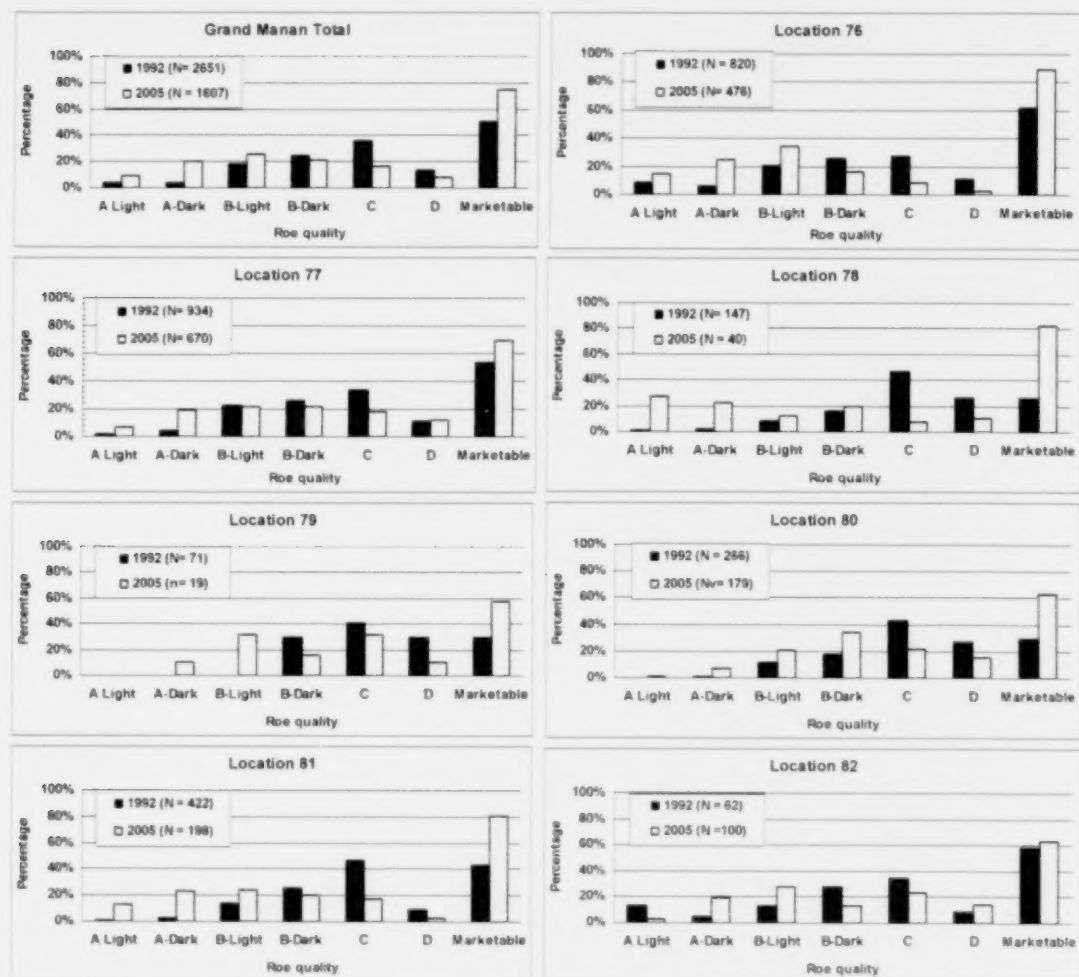 Grand Manan Total
100%
80%
60%
40%
20%
0%
Percentage
1992 (N= 2651)
2005 (N = 1607)
A Light A-Dark B-Light B-Dark C D Marketable
Roe quality
Location 76
100%
80%
60%
40%
20%
0%
Percentage
1992 (N = 820)
2005 (N= 476)
A Light A-Dark B-Light B-Dark C D Marketable
Roe quality
Location 77
100%
80%
60%
40%
20%
0%
Percentage
1992 (N= 934)
2005 (N= 670)
A Light A-Dark B-Light B-Dark C D Marketable
Roe quality
Location 78
100%
80%
60%
40%
20%
0%
Percentage
1992 (N= 147)
2005 (N = 40)
A Light A-Dark B-Light B-Dark C D Marketable
Roe quality
Location 79
100%
80%
60%
40%
20%
0%
Percentage
1992 (N= 71)
2005 (n= 19)
A Light A-Dark B-Light B-Dark C D Marketable
Roe quality
Location 80
100%
80%
60%
40%
20%
0%
Percentage
1992 (N = 266)
2005 (Nv= 179)
A Light A-Dark B-Light B-Dark C D Marketable
Roe quality
Location 81
100%
80%
60%
40%
20%
0%
Percentage
1992 (N = 422)
2005 (N = 198)
A Light A-Dark B-Light B-Dark C D Marketable
Roe quality
Location 82
100%
80%
60%
40%
20%
0%
Percentage
1992 (N = 62)
2005 (N =100)
A Light A-Dark B-Light B-Dark C D Marketable
Roe quality